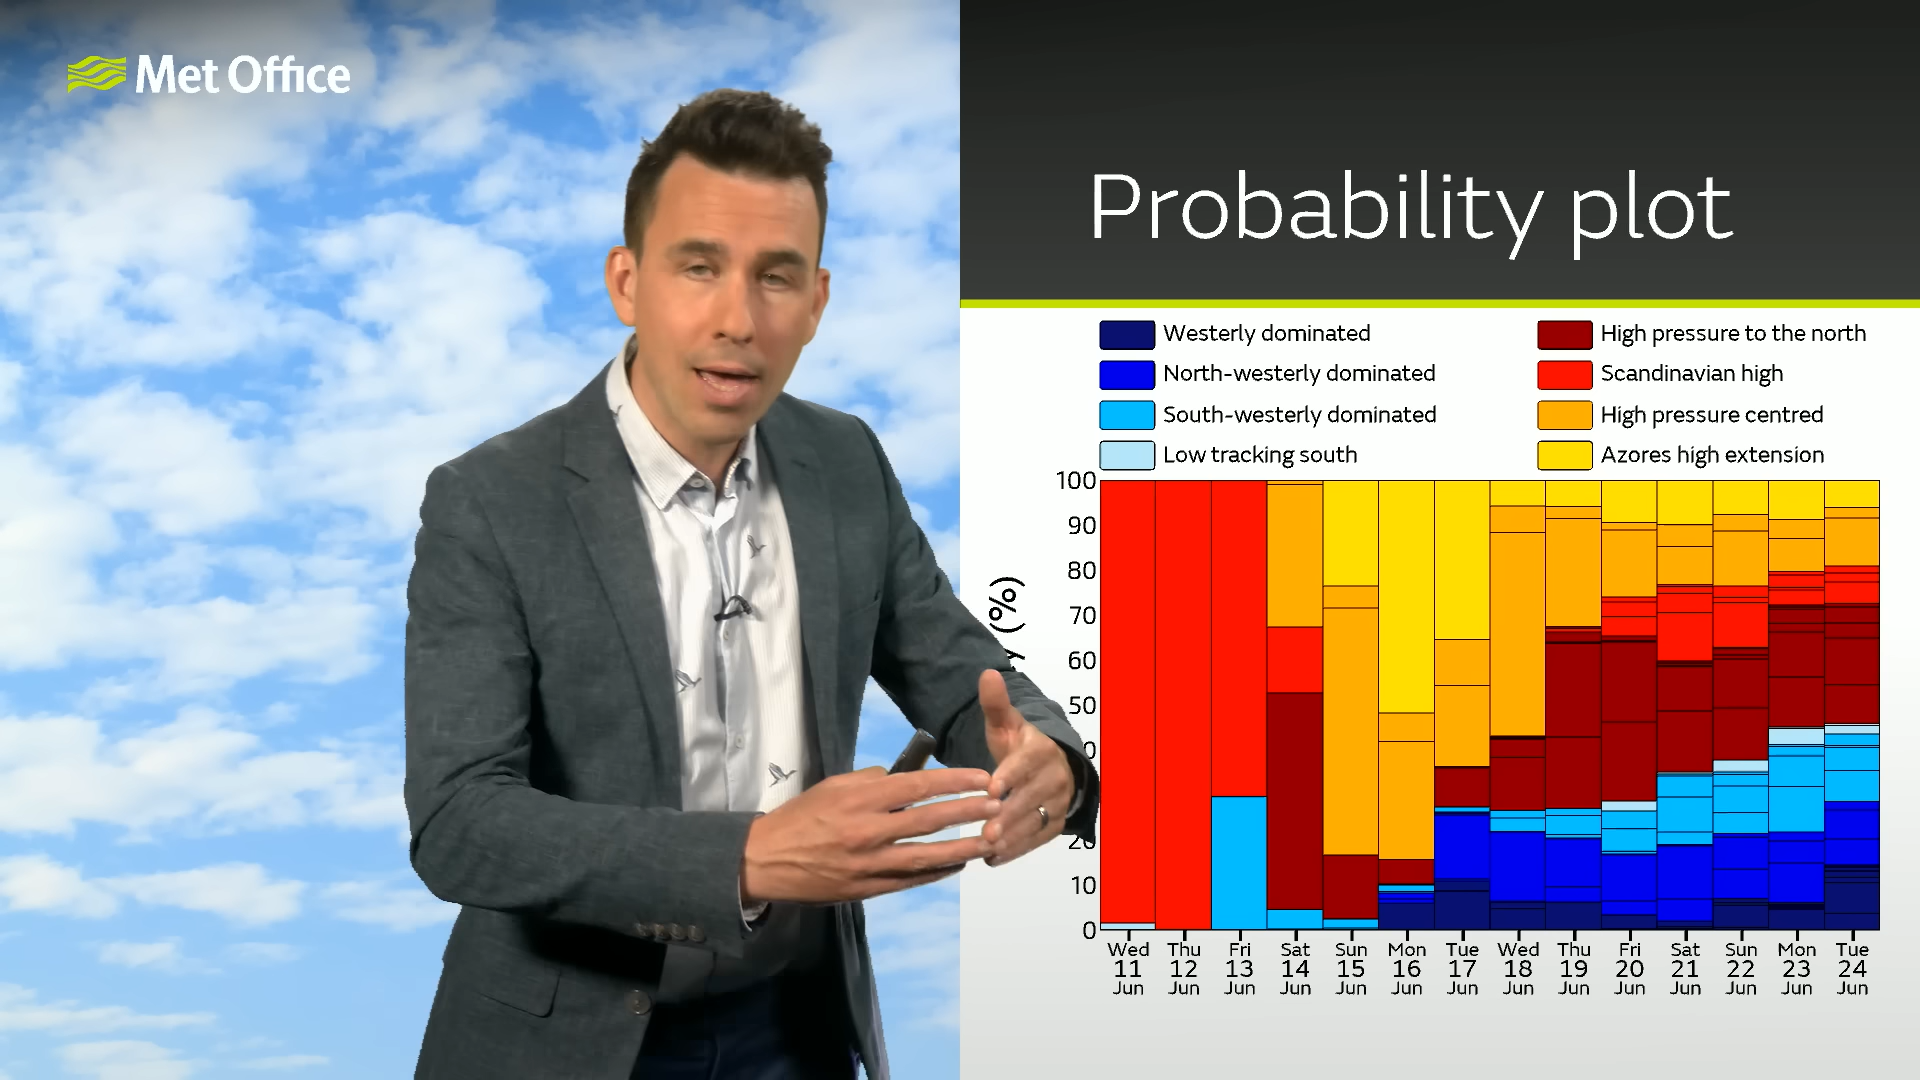 Met Office
Probability plot
Westerly dominated
North-westerly dominated
South-westerly dominated
Low tracking south
High pressure to the north
Scandinavian high
High pressure centred
Azores high extension
100
90
80
70
60
50
20
10
0
(%)
Wed Thu Fri Sat Sun Mon Tue Wed Thu Fri Sat Sun Mon Tue
11 12 13 14 15 16 17 18 19 20 21 22 23 24
Jun Jun Jun Jun Jun Jun Jun Jun Jun Jun Jun Jun Jun Jun